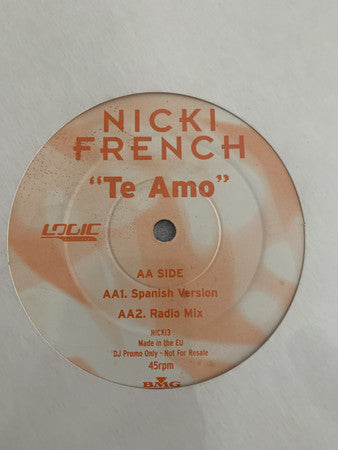 NICKI
FRENCH
“Te Amo”
LOGIC
AA SIDE
AA1. Spanish Version
AA2. Radio Mix
NICKI3
Made in the EU
DJ Promo Only - Not For Resale
45rpm
BMG